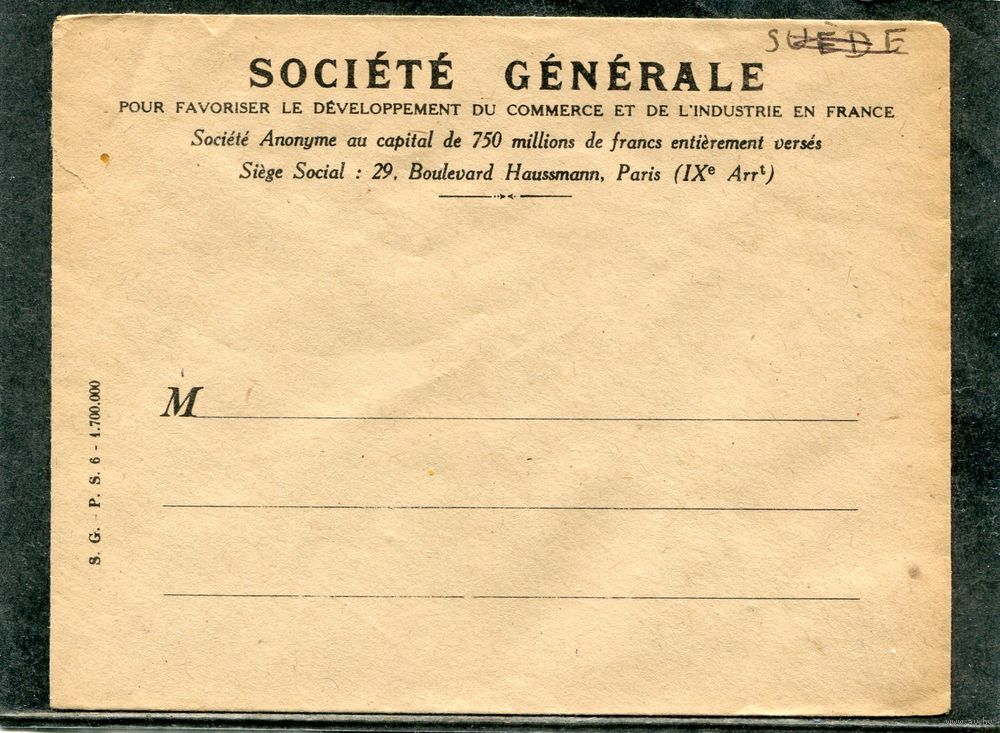 SUÈDE
SOCIÉTÉ GÉNÉRALE
POUR FAVORISER LE DÉVELOPPEMENT DU COMMERCE ET DE L'INDUSTRIE EN FRANCE
Société Anonyme au capital de 750 millions de francs entièrement versés
Siège Social : 29, Boulevard Haussmann, Paris (IXe Arrt)
M
S. G. - P. S. 6 - 1.700.000